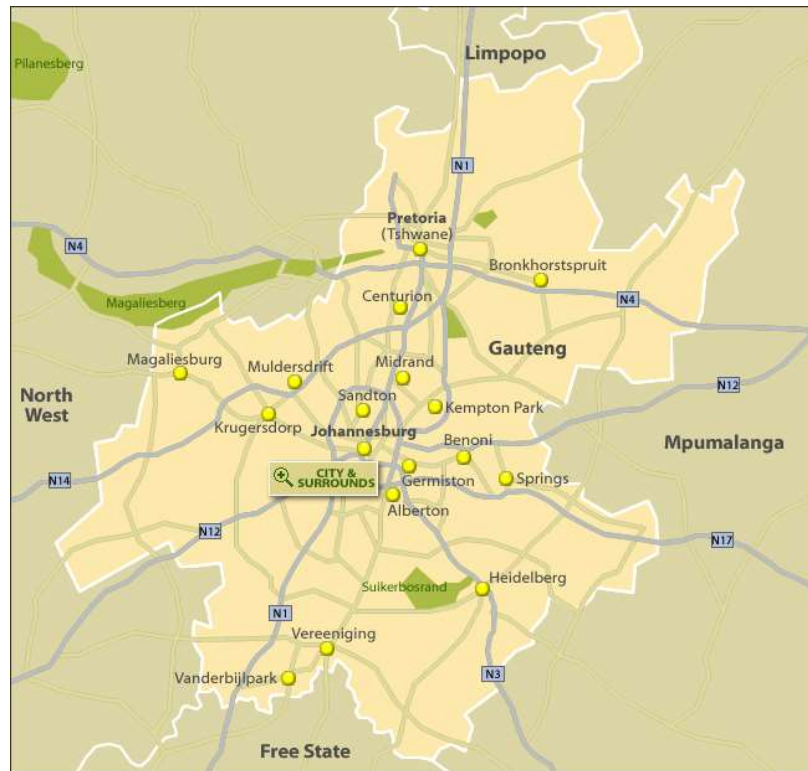 Limpopo
Pilanesberg
N1
Pretoria
(Tshwane)
N4
Bronkhorstspruit
Magaliesberg
Centurion
N4
Gauteng
Magaliesburg
Muldersdrift
Midrand
North
West
Sandton
N12
Krugersdorp
Kempton Park
Johannesburg
Benoni
Mpumalanga
N14
CITY &
SURROUNDS
Germiston
Springs
Alberton
N12
N17
Suikerbosrand
Heidelberg
N1
Vereeniging
Vanderbijlpark
N3
Free State